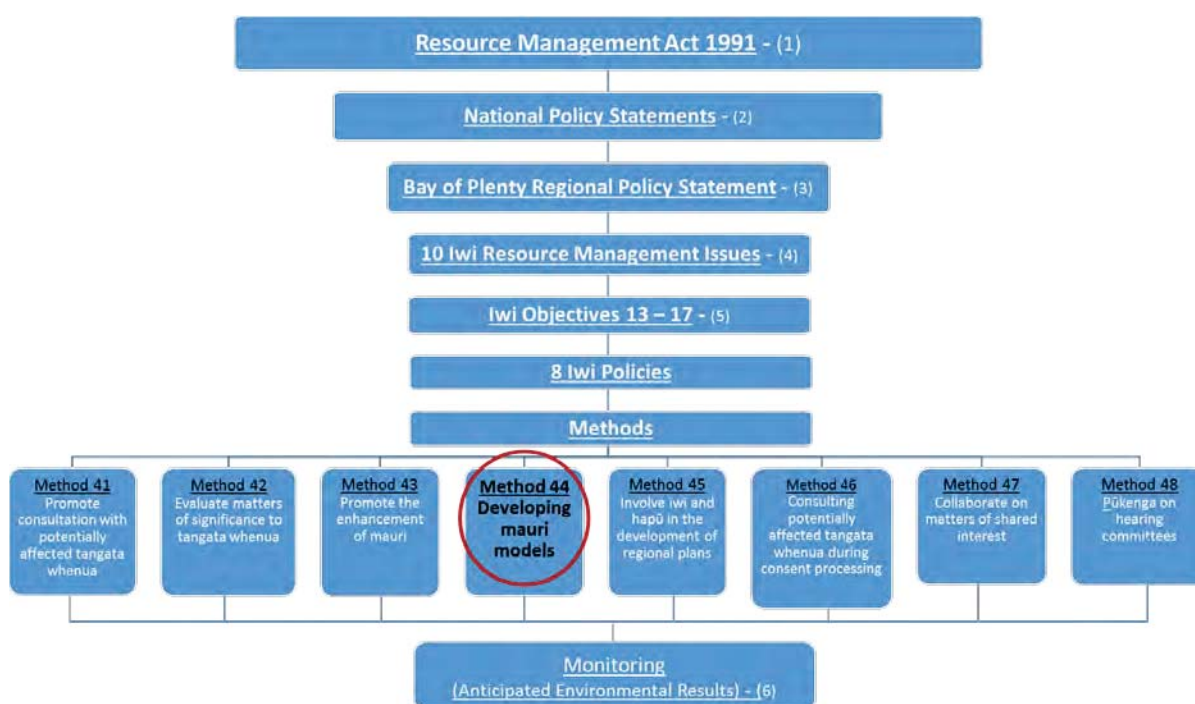 Resource Management Act 1991 - (1)
National Policy Statements - (2)
Bay of Plenty Regional Policy Statement - (3)
10 Iwi Resource Management Issues - (4)
Iwi Objectives 13 – 17 - (5)
8 Iwi Policies
Methods
Method 41
Promote
consultation with
potentially
affected tangata
whenua
Method 42
Evaluate matters
of significance to
tangata whenua
Method 43
Promote the
enhancement
of mauri
Method 44
Developing
mauri
models
Method 45
Involve iwi and
hapū in the
development of
regional plans
Method 46
Consulting
potentially
affected tangata
whenua during
consent processing
Method 47
Collaborate on
matters of shared
interest
Method 48
Pūkenga on
hearing
committees
Monitoring
(Anticipated Environmental Results) - (6)